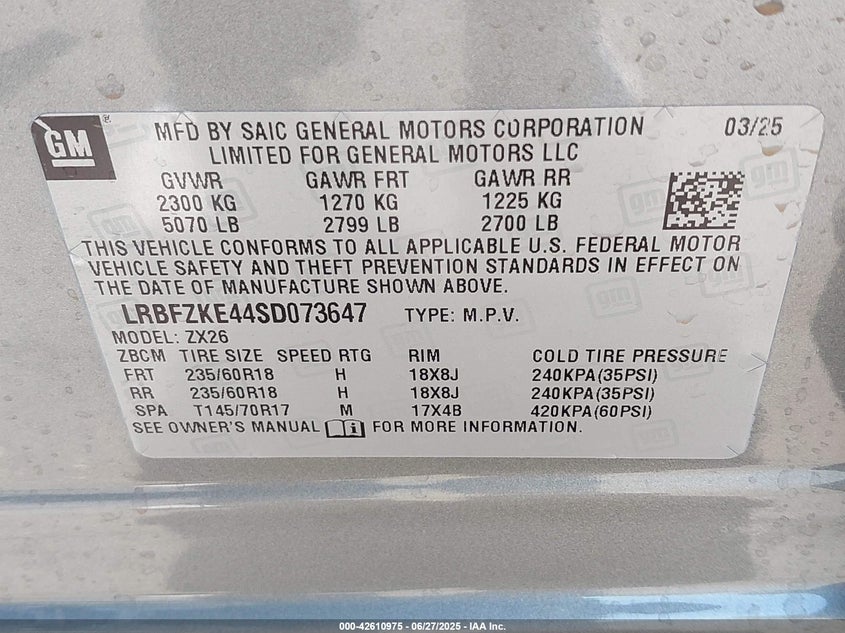 GM
MFD BY SAIC GENERAL MOTORS CORPORATION 03/25
LIMITED FOR GENERAL MOTORS LLC
GVWR GAWR FRT GAWR RR
2300 KG 1270 KG 1225 KG
5070 LB 2799 LB 2700 LB
THIS VEHICLE CONFORMS TO ALL APPLICABLE U.S. FEDERAL MOTOR
VEHICLE SAFETY AND THEFT PREVENTION STANDARDS IN EFFECT ON
THE DATE OF MANUFACTURE SHOWN ABOVE.
LRBFZKE44SD073647 TYPE: M.P.V.
MODEL: ZX26
ZBCM TIRE SIZE SPEED RTG RIM COLD TIRE PRESSURE
FRT 235/60R18 H 18X8J 240KPA(35PSI)
RR 235/60R18 H 18X8J 240KPA(35PSI)
SPA T145/70R17 M 17X4B 420KPA(60PSI)
SEE OWNER'S MANUAL FOR MORE INFORMATION.
000-42610975 - 06/27/2025 - IAA Inc.